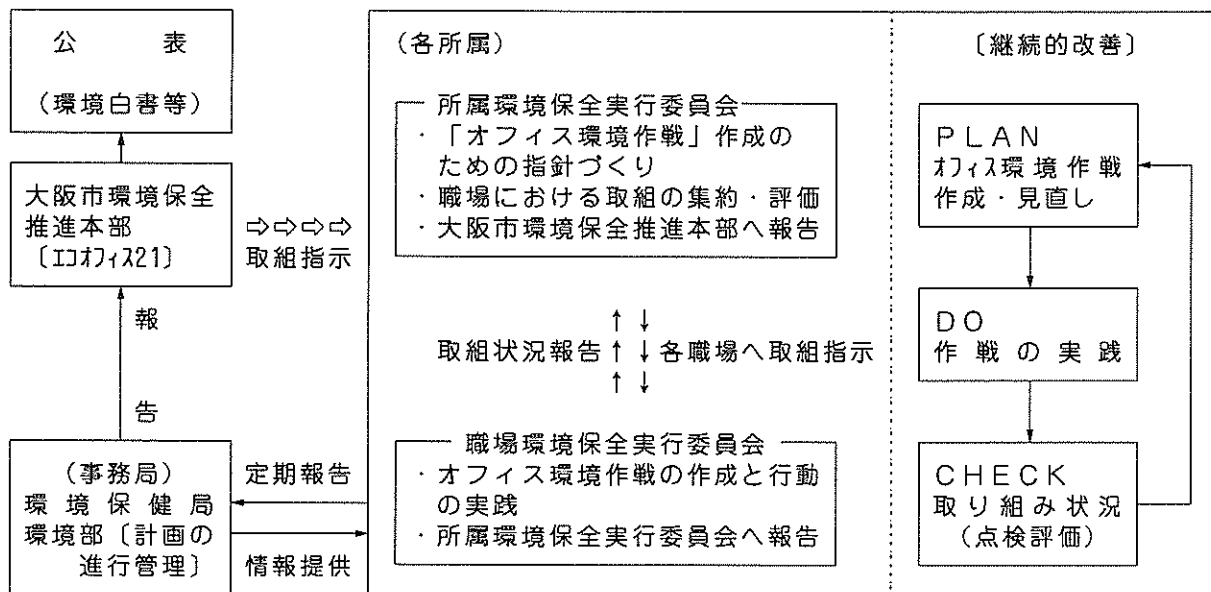 公表
(環境白書等)
大阪市環境保全
推進本部
〔エコオフィス21〕
⇨⇨⇨⇨
取組指示
報
告
(事務局)
環境保健局
環境部〔計画の
進行管理〕
定期報告
情報提供
(各所属)
所属環境保全実行委員会
・「オフィス環境作戦」作成の
ための指針づくり
・職場における取組の集約・評価
・大阪市環境保全推進本部へ報告
↑ ↓
取組状況報告 ↑ ↓ 各職場へ取組指示
↑ ↓
職場環境保全実行委員会
・オフィス環境作戦の作成と行動
の実践
・所属環境保全実行委員会へ報告
〔継続的改善〕
PLAN
オフィス環境作戦
作成・見直し
DO
作戦の実践
CHECK
取り組み状況
(点検評価)